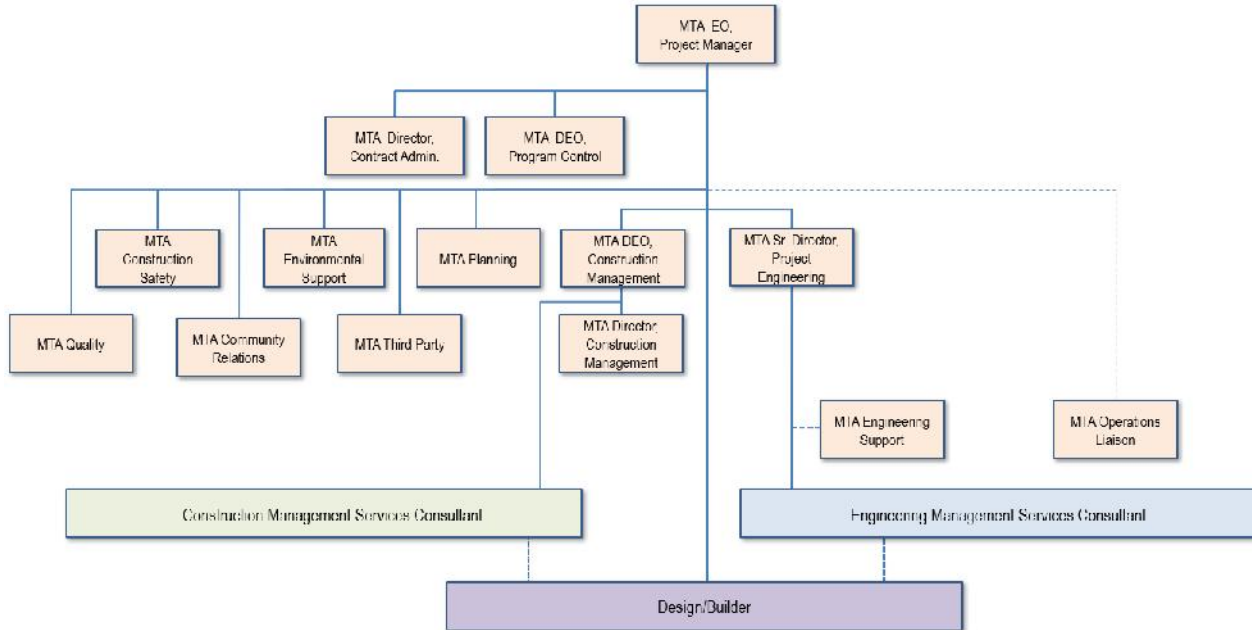 MTA EO,
Project Manager
MTA Director,
Contract Admin.
MTA DEO,
Program Control
MTA
Construction
Safety
MTA
Environmental
Support
MTA Planning
MTA DEO,
Construction
Management
MTA Sr. Director,
Project
Engineering
MTA Quality
MTA Community
Relations
MTA Third Party
MTA Director,
Construction
Management
MTA Engineering
Support
MTA Operations
Liaison
Construction Management Services Consultant
Engineering Management Services Consultant
Design/Builder